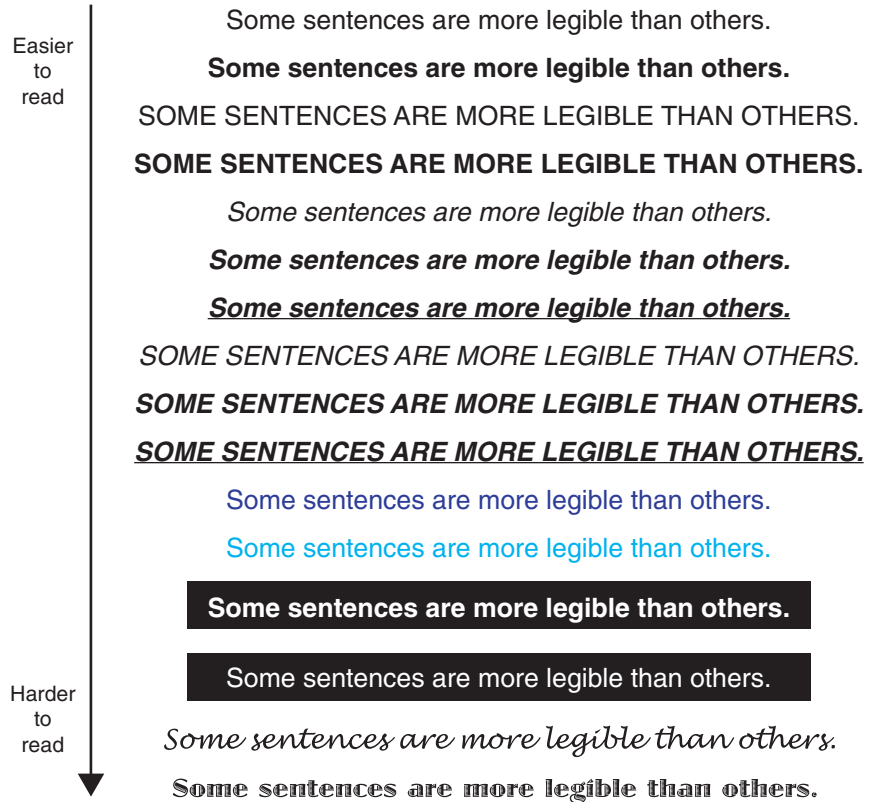 Easier
to
read
Some sentences are more legible than others.
Some sentences are more legible than others.
SOME SENTENCES ARE MORE LEGIBLE THAN OTHERS.
SOME SENTENCES ARE MORE LEGIBLE THAN OTHERS.
Some sentences are more legible than others.
Some sentences are more legible than others.
Some sentences are more legible than others.
SOME SENTENCES ARE MORE LEGIBLE THAN OTHERS.
SOME SENTENCES ARE MORE LEGIBLE THAN OTHERS.
SOME SENTENCES ARE MORE LEGIBLE THAN OTHERS.
Some sentences are more legible than others.
Some sentences are more legible than others.
Some sentences are more legible than others.
Some sentences are more legible than others.
Some sentences are more legible than others.
Some sentences are more legible than others.
Harder
to
read